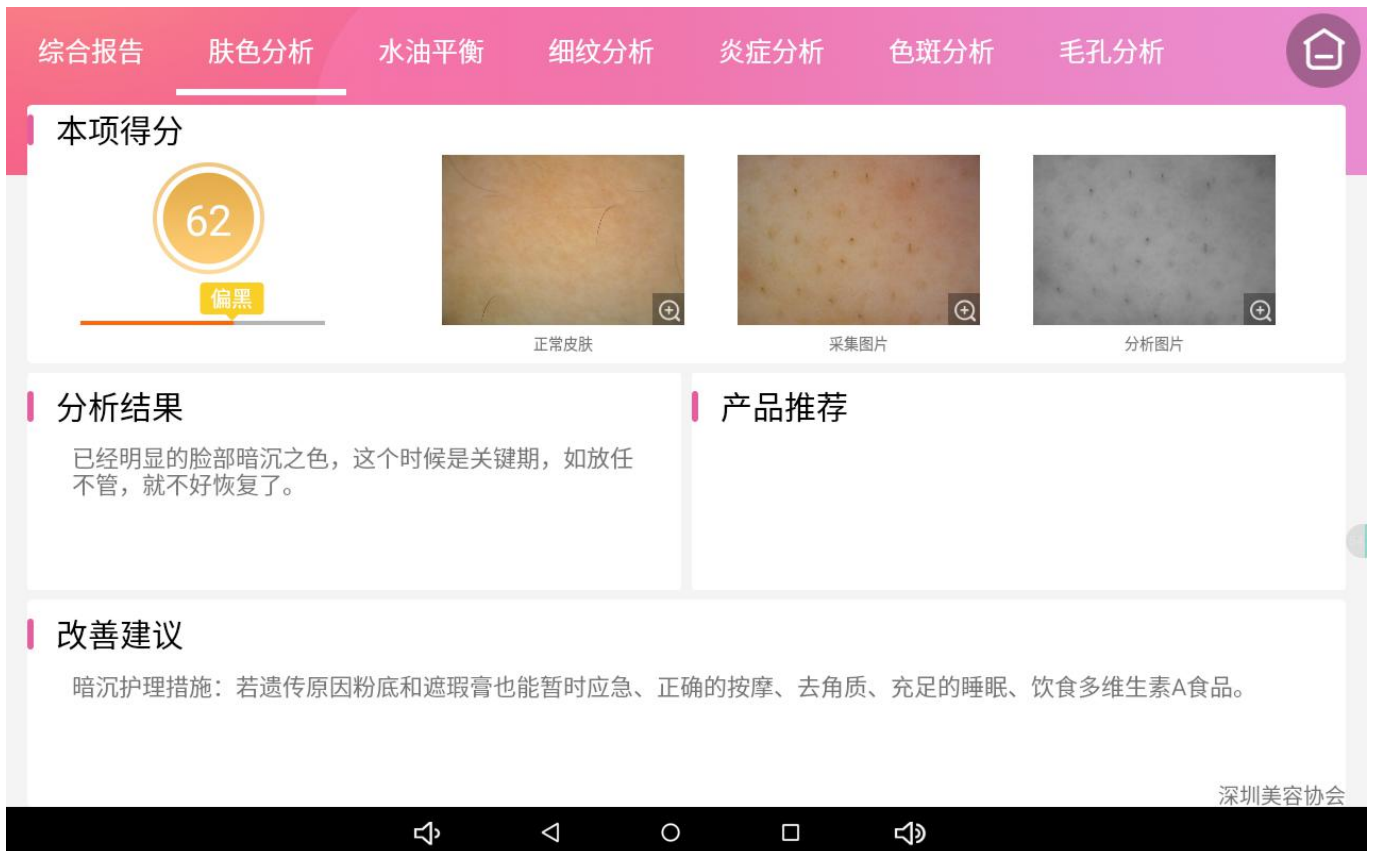 综合报告 肤色分析 水油平衡 细纹分析 炎症分析 色斑分析 毛孔分析
本项得分
62
偏黑
正常皮肤 采集图片 分析图片
分析结果
已经明显的脸部暗沉之色，这个时候是关键期，如放任
不管，就不好恢复了。
产品推荐
改善建议
暗沉护理措施：若遗传原因粉底和遮瑕膏也能暂时应急、正确的按摩、去角质、充足的睡眠、饮食多维生素A食品。
深圳美容协会